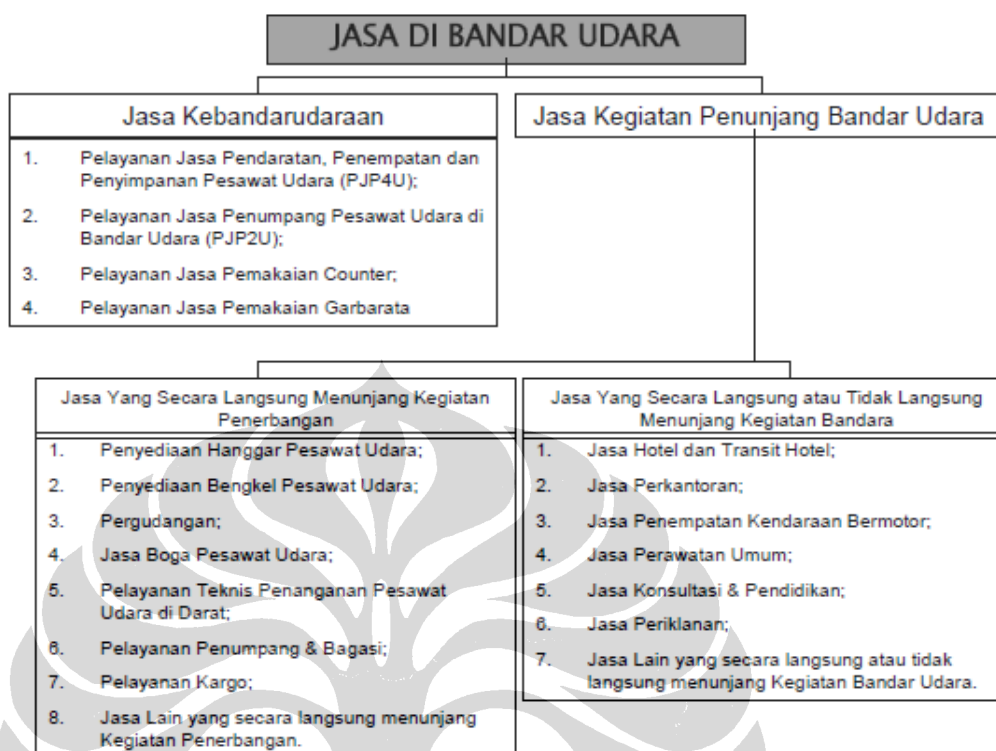 JASA DI BANDAR UDARA
Jasa Kebandarudaraan
1. Pelayanan Jasa Pendaratan, Penempatan dan
Penyimpanan Pesawat Udara (PJP4U);
2. Pelayanan Jasa Penumpang Pesawat Udara di
Bandar Udara (PJP2U);
3. Pelayanan Jasa Pemakaian Counter;
4. Pelayanan Jasa Pemakaian Garbarata
Jasa Kegiatan Penunjang Bandar Udara
Jasa Yang Secara Langsung Menunjang Kegiatan
Penerbangan
1. Penyediaan Hanggar Pesawat Udara;
2. Penyediaan Bengkel Pesawat Udara;
3. Pergudangan;
4. Jasa Boga Pesawat Udara;
5. Pelayanan Teknis Penanganan Pesawat
Udara di Darat;
6. Pelayanan Penumpang & Bagasi;
7. Pelayanan Kargo;
8. Jasa Lain yang secara langsung menunjang
Kegiatan Penerbangan.
Jasa Yang Secara Langsung atau Tidak Langsung
Menunjang Kegiatan Bandara
1. Jasa Hotel dan Transit Hotel;
2. Jasa Perkantoran;
3. Jasa Penempatan Kendaraan Bermotor;
4. Jasa Perawatan Umum;
5. Jasa Konsultasi & Pendidikan;
6. Jasa Periklanan;
7. Jasa Lain yang secara langsung atau tidak
langsung menunjang Kegiatan Bandar Udara.